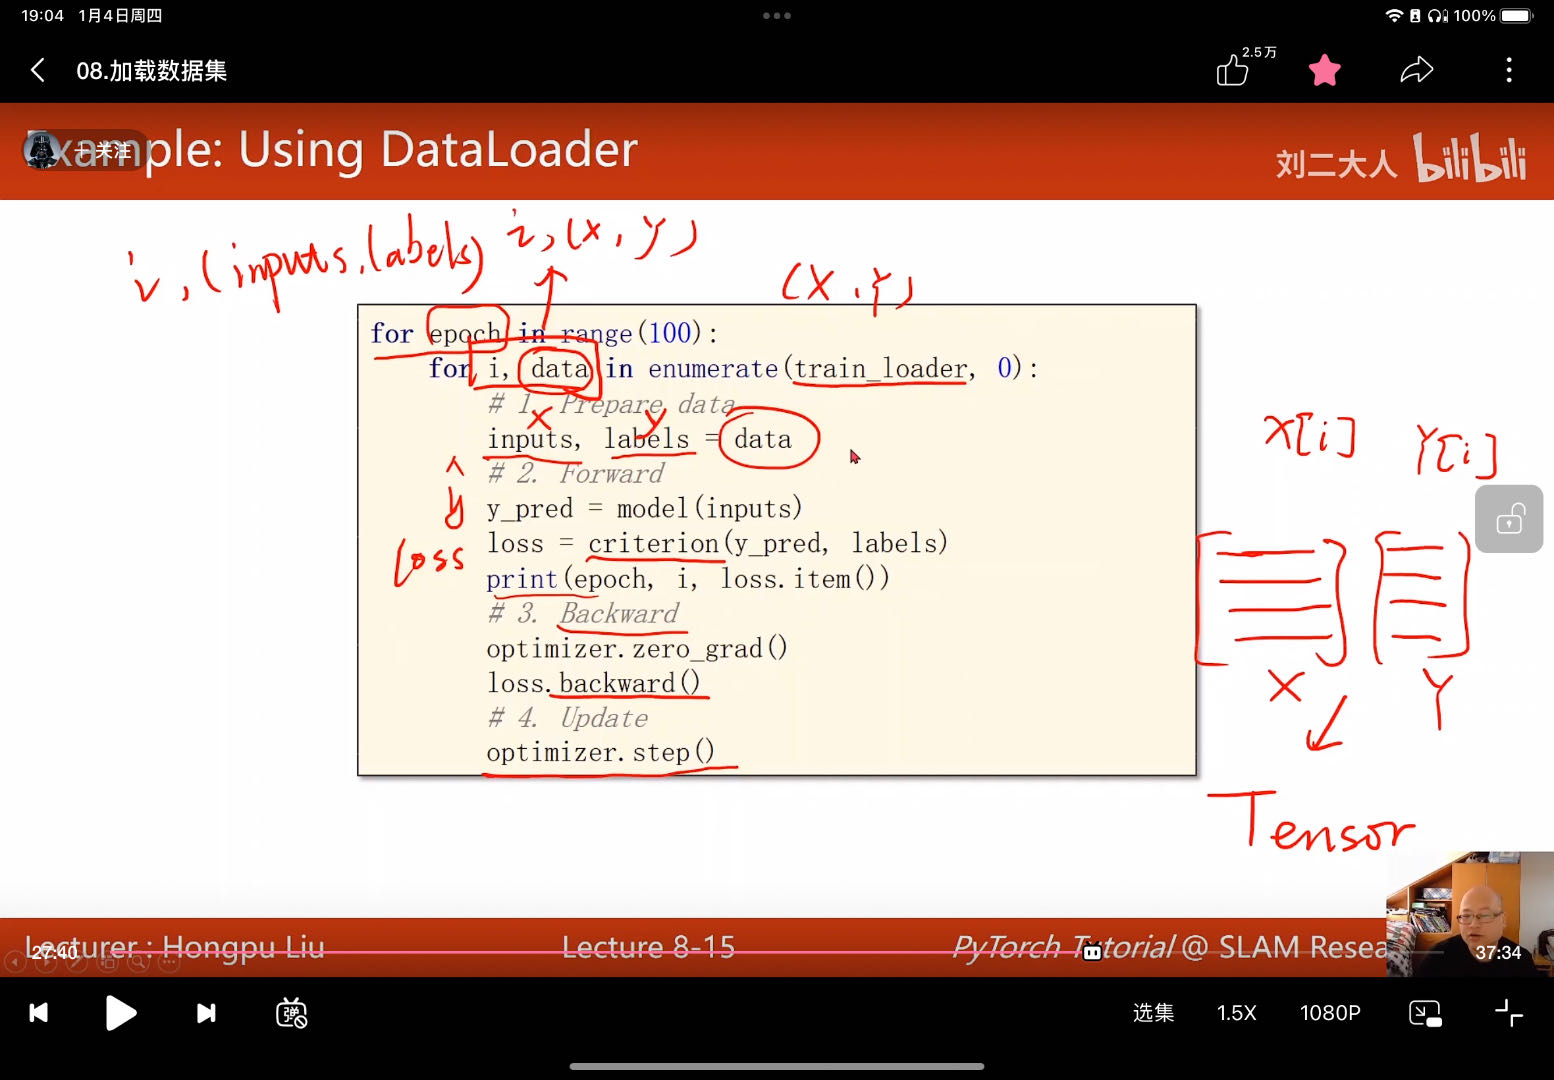 19:04 1月4日周四
100%
08.加载数据集
2.5万
Example: Using DataLoader
十关注
刘二大人 bilibili
i, (inputs, labels) i, (x, y)
(X, Y)
for epoch in range(100):
for i, data in enumerate(train_loader, 0):
# 1. Prepare data
x y
inputs, labels = data
# 2. Forward
ŷ
y_pred = model(inputs)
loss
loss = criterion(y_pred, labels)
print(epoch, i, loss.item())
# 3. Backward
optimizer.zero_grad()
loss.backward()
# 4. Update
optimizer.step()
X[i] Y[i]
X Y
Tensor
Lecturer : Hongpu Liu
Lecture 8-15
PyTorch Tutorial @ SLAM Resea
27:40
37:34
弹
选集 1.5X 1080P